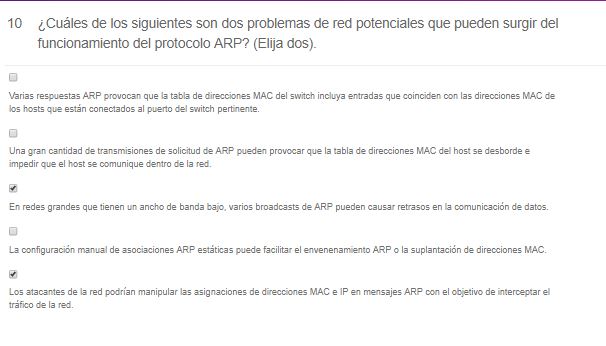 10 ¿Cuáles de los siguientes son dos problemas de red potenciales que pueden surgir del
funcionamiento del protocolo ARP? (Elija dos).
Varias respuestas ARP provocan que la tabla de direcciones MAC del switch incluya entradas que coinciden con las direcciones MAC de
los hosts que están conectados al puerto del switch pertinente.
Una gran cantidad de transmisiones de solicitud de ARP pueden provocar que la tabla de direcciones MAC del host se desborde e
impedir que el host se comunique dentro de la red.
En redes grandes que tienen un ancho de banda bajo, varios broadcasts de ARP pueden causar retrasos en la comunicación de datos.
La configuración manual de asociaciones ARP estáticas puede facilitar el envenenamiento ARP o la suplantación de direcciones MAC.
Los atacantes de la red podrían manipular las asignaciones de direcciones MAC e IP en mensajes ARP con el objetivo de interceptar el
tráfico de la red.